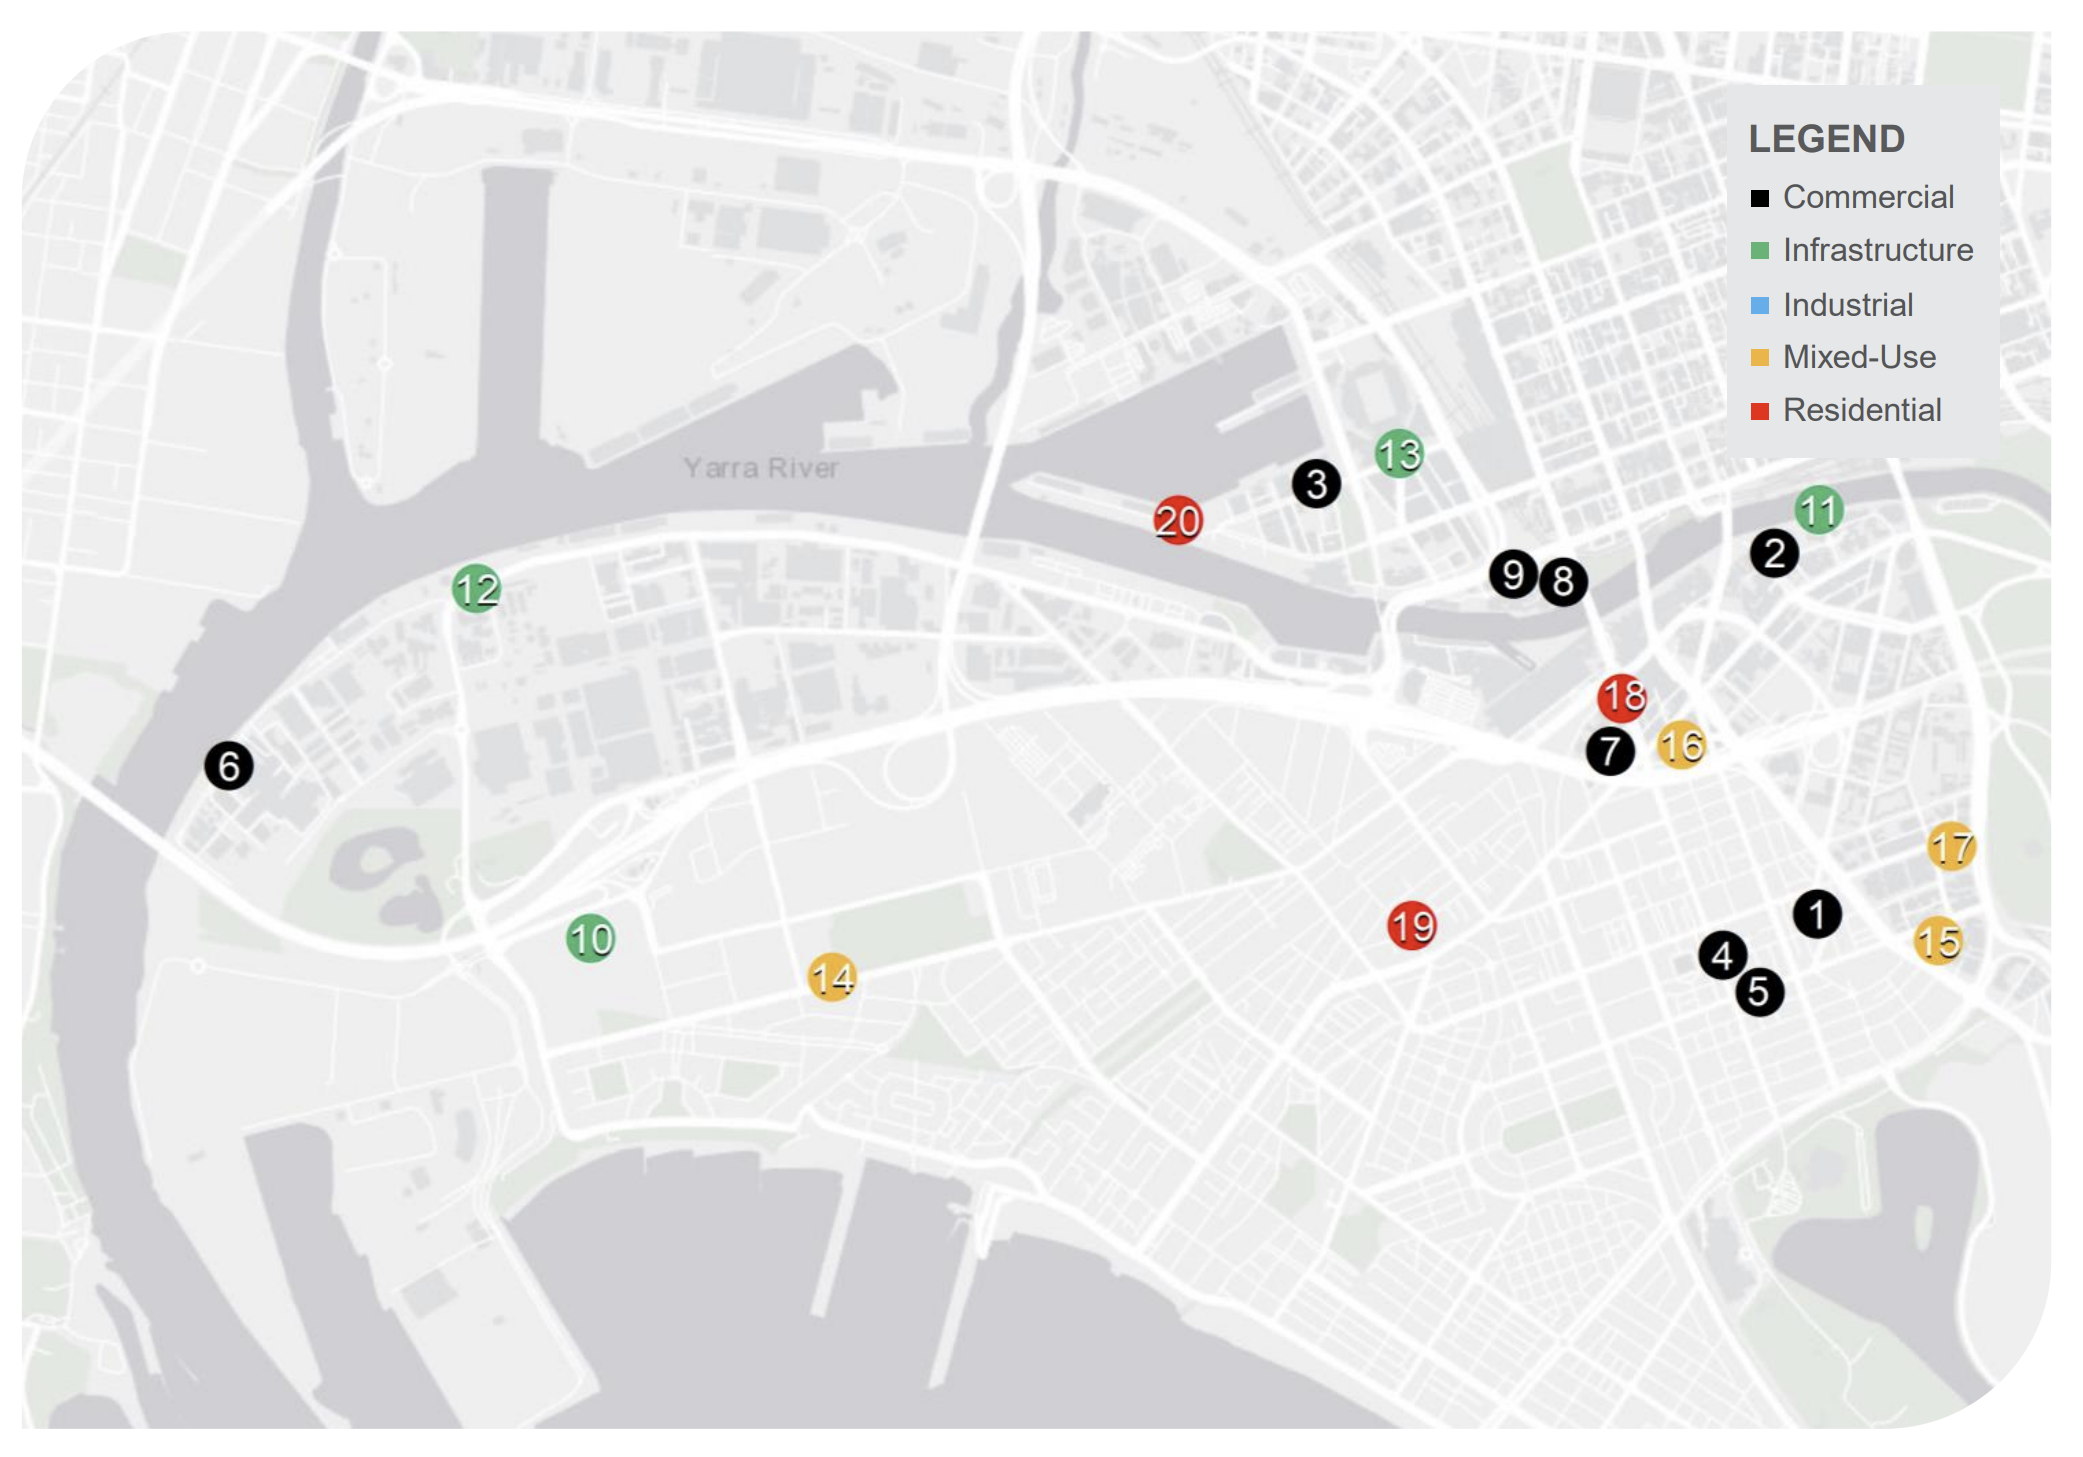 LEGEND
Commercial
Infrastructure
Industrial
Mixed-Use
Residential
Yarra River
13
3
11
20
2
9
8
12
18
16
7
6
17
1
19
10
15
4
14
5